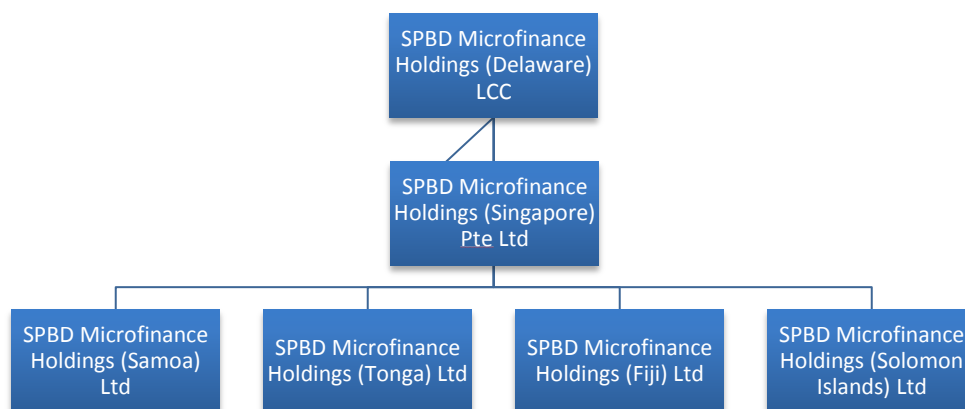 SPBD Microfinance
Holdings (Delaware)
LCC
SPBD Microfinance
Holdings (Singapore)
Pte Ltd
SPBD Microfinance
Holdings (Samoa)
Ltd
SPBD Microfinance
Holdings (Tonga) Ltd
SPBD Microfinance
Holdings (Fiji) Ltd
SPBD Microfinance
Holdings (Solomon
Islands) Ltd